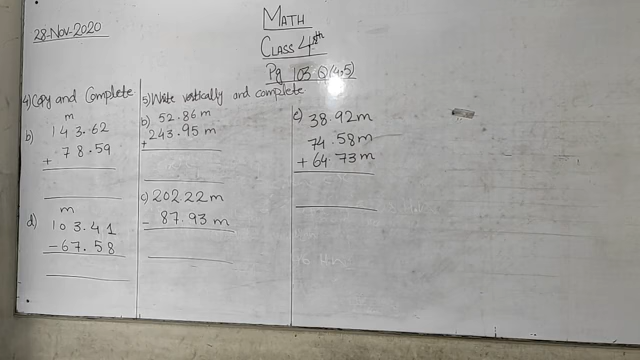 28-Nov-2020
MATH
CLASS 4th
Pg 103 Q(4,5)
4) Copy and Complete
m
b) 143.62
+ 78.59
m
d) 103.41
-67.58
5) Write vertically and complete
b) 52.86 m
+ 243.95 m
c) 202.22 m
- 87.93 m
e) 38.92 m
74.58 m
+ 64.73 m